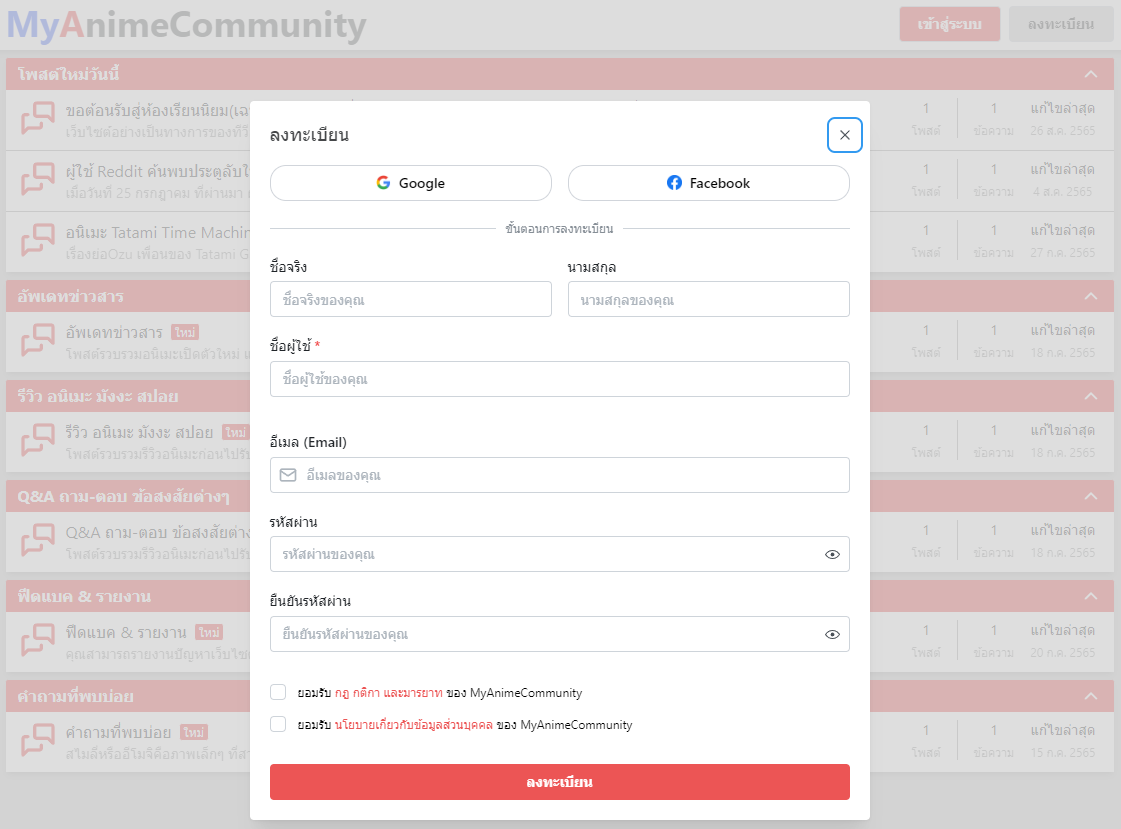 MyAnimeCommunity
เข้าสู่ระบบ
ลงทะเบียน
โพสต์ใหม่วันนี้
ขอต้อนรับสู่ห้องเรียนนิยม(เฉ
เว็บไซต์อย่างเป็นทางการของทีวี
1
โพสต์
1
ข้อความ
แก้ไขล่าสุด
26 ส.ค. 2565
ผู้ใช้ Reddit ค้นพบประตูลับใ
เมื่อวันที่ 25 กรกฎาคม ที่ผ่านมา
1
โพสต์
1
ข้อความ
แก้ไขล่าสุด
4 ส.ค. 2565
อนิเมะ Tatami Time Machin
เรื่องย่อOzu เพื่อนของ Tatami G
1
โพสต์
1
ข้อความ
แก้ไขล่าสุด
27 ก.ค. 2565
อัพเดทข่าวสาร
อัพเดทข่าวสาร ใหม่
โพสต์รวบรวมอนิเมะเปิดตัวใหม่ แ
1
โพสต์
1
ข้อความ
แก้ไขล่าสุด
18 ก.ค. 2565
รีวิว อนิเมะ มังงะ สปอย
รีวิว อนิเมะ มังงะ สปอย ใหม่
โพสต์รวบรวมรีวิวอนิเมะก่อนไปรับ
1
โพสต์
1
ข้อความ
แก้ไขล่าสุด
18 ก.ค. 2565
Q&A ถาม-ตอบ ข้อสงสัยต่างๆ
Q&A ถาม-ตอบ ข้อสงสัยต่าง
โพสต์รวบรวมรีวิวอนิเมะก่อนไปรับ
1
โพสต์
1
ข้อความ
แก้ไขล่าสุด
18 ก.ค. 2565
ฟีดแบค & รายงาน
ฟีดแบค & รายงาน ใหม่
คุณสามารถรายงานปัญหาเว็บไซต
1
โพสต์
1
ข้อความ
แก้ไขล่าสุด
20 ก.ค. 2565
คำถามที่พบบ่อย
คำถามที่พบบ่อย ใหม่
สไมลีหรืออีโมจิคือภาพเล็กๆ ที่สา
1
โพสต์
1
ข้อความ
แก้ไขล่าสุด
15 ก.ค. 2565
ลงทะเบียน
Google
Facebook
ขั้นตอนการลงทะเบียน
ชื่อจริง
นามสกุล
ชื่อจริงของคุณ
นามสกุลของคุณ
ชื่อผู้ใช้ *
ชื่อผู้ใช้ของคุณ
อีเมล (Email)
อีเมลของคุณ
รหัสผ่าน
รหัสผ่านของคุณ
ยืนยันรหัสผ่าน
ยืนยันรหัสผ่านของคุณ
ยอมรับ กฎ กติกา และมารยาท ของ MyAnimeCommunity
ยอมรับ นโยบายเกี่ยวกับข้อมูลส่วนบุคคล ของ MyAnimeCommunity
ลงทะเบียน